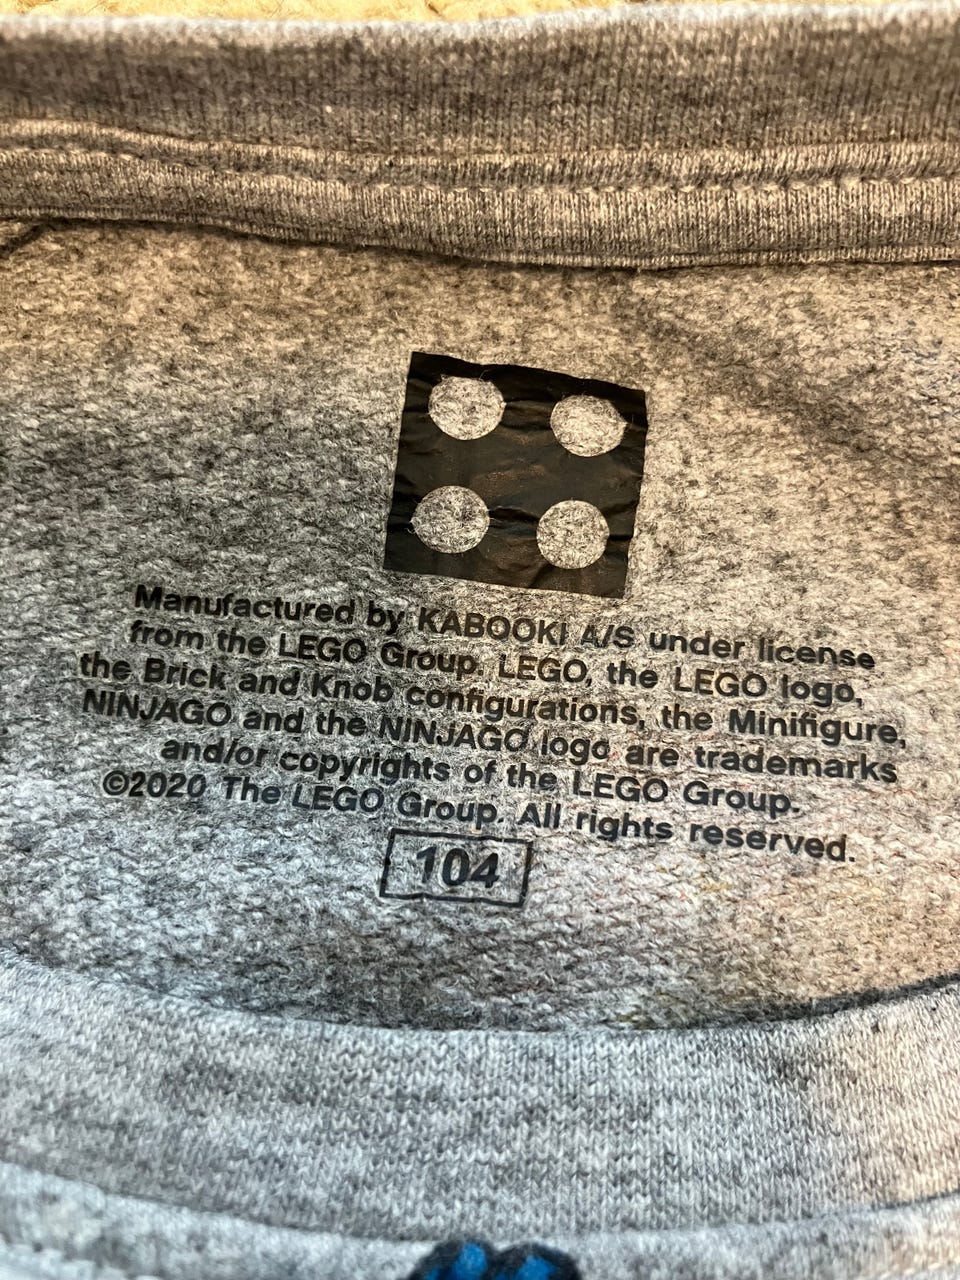 Manufactured by KABOOKI A/S under license
from the LEGO Group. LEGO, the LEGO logo,
the Brick and Knob configurations, the Minifigure,
NINJAGO and the NINJAGO logo are trademarks
and/or copyrights of the LEGO Group.
©2020 The LEGO Group. All rights reserved.
104